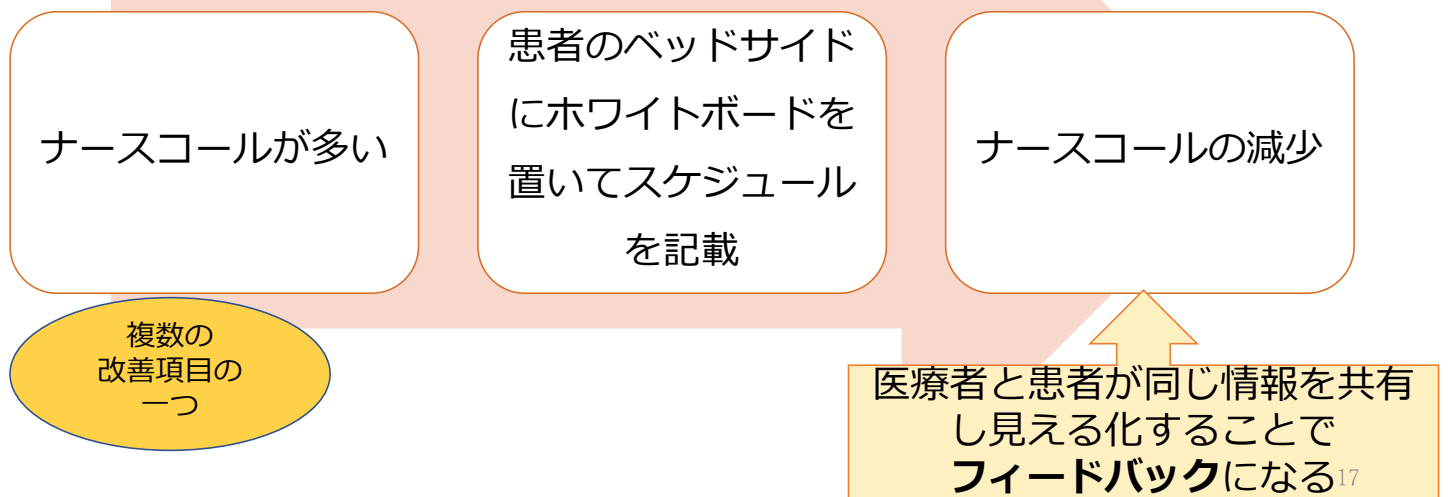 ナースコールが多い
患者のベッドサイド
にホワイトボードを
置いてスケジュール
を記載
ナースコールの減少
複数の
改善項目の
一つ
医療者と患者が同じ情報を共有
し見える化することで
フィードバックになる
17